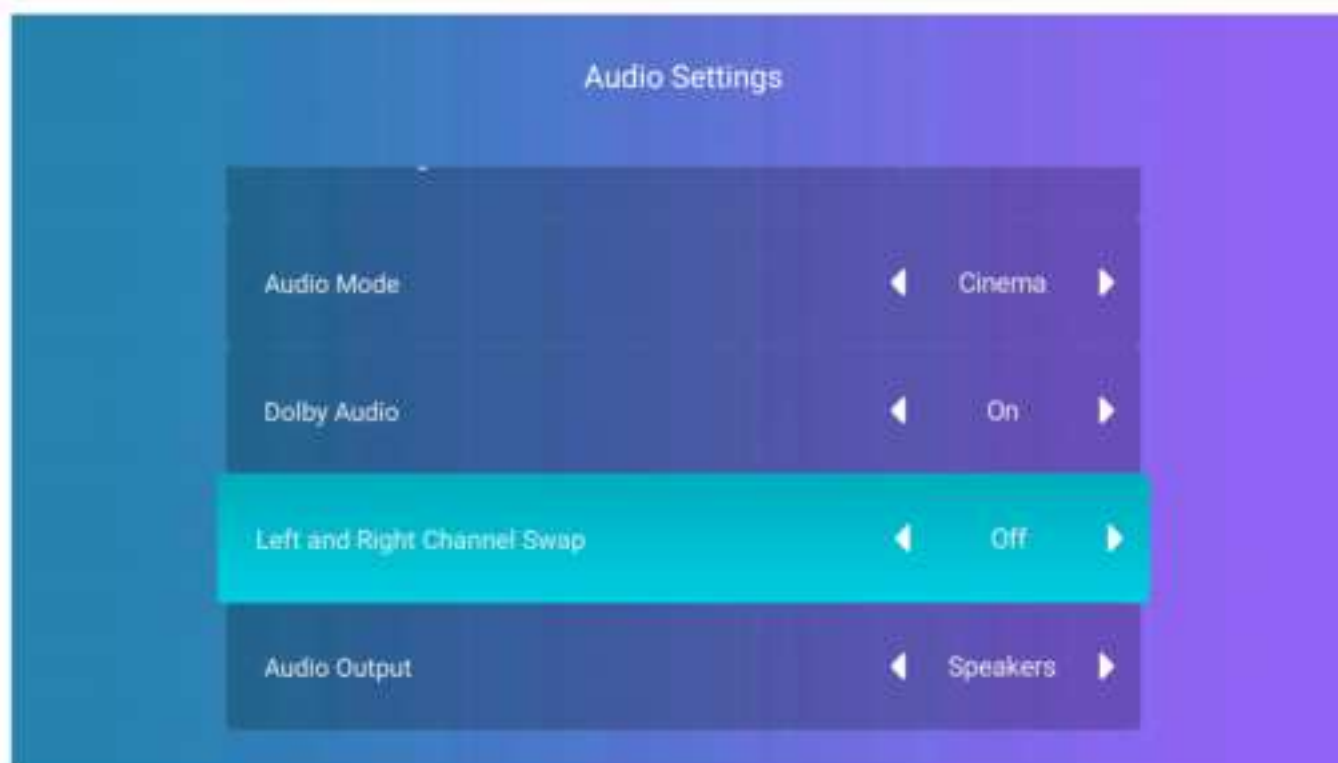 Audio Settings
Audio Mode Cinema
Dolby Audio On
Left and Right Channel Swap Off
Audio Output Speakers